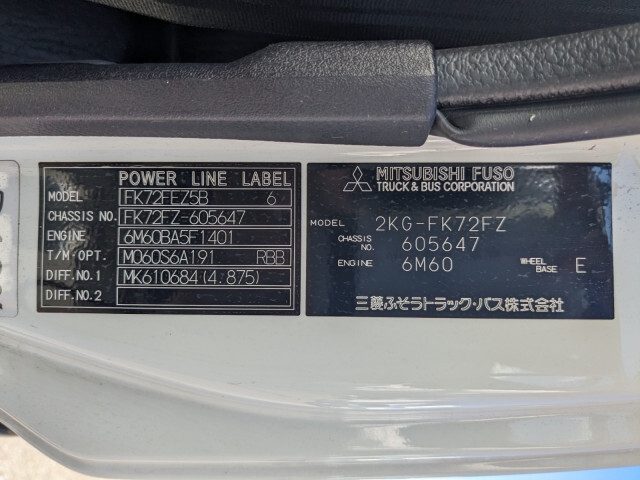 POWER LINE LABEL
MODEL FK72FEZ5B 6
CHASSIS NO. FK72FZ-605647
ENGINE 6M60BA5F1401
T/M·OPT. M060S6A191 RBB
DIFF.NO.1 MK610684(4.875)
DIFF.NO.2
MITSUBISHI FUSO
TRUCK & BUS CORPORATION
MODEL 2KG-FK72FZ
CHASSIS NO. 605647
ENGINE 6M60 WHEEL BASE E
三菱ふそうトラック・バス株式会社